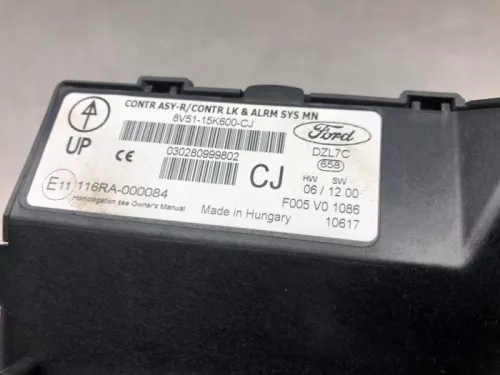 CONTR ASY-R/CONTR LK & ALRM SYS MN
8V51-15K600-CJ
Ford
UP
CE
030280999802
CJ
DZL7C
658
HW SW
06 / 12.00
E11 116RA-000084
Homologation see Owner's Manual
Made in Hungary
F005 V0 1086
10617